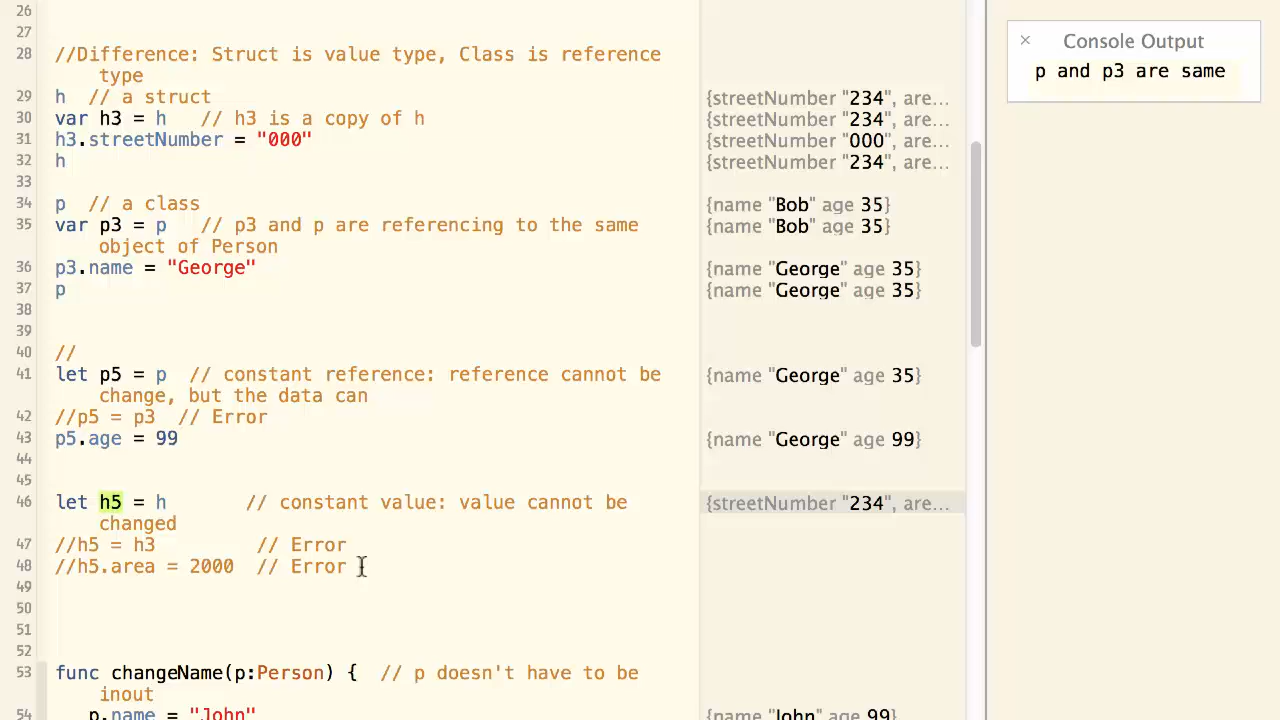 26
27
28 //Difference: Struct is value type, Class is reference
type
29 h // a struct {streetNumber "234", are...
30 var h3 = h // h3 is a copy of h {streetNumber "234", are...
31 h3.streetNumber = "000" {streetNumber "000", are...
32 h {streetNumber "234", are...
33
34 p // a class {name "Bob" age 35}
35 var p3 = p // p3 and p are referencing to the same {name "Bob" age 35}
object of Person
36 p3.name = "George" {name "George" age 35}
37 p {name "George" age 35}
38
39
40 //
41 let p5 = p // constant reference: reference cannot be {name "George" age 35}
change, but the data can
42 //p5 = p3 // Error
43 p5.age = 99 {name "George" age 99}
44
45
46 let h5 = h // constant value: value cannot be {streetNumber "234", are...
changed
47 //h5 = h3 // Error
48 //h5.area = 2000 // Error
49
50
51
52
53 func changeName(p:Person) { // p doesn't have to be
inout
54 p.name = "John" {name "John" age 99}
Console Output
p and p3 are same